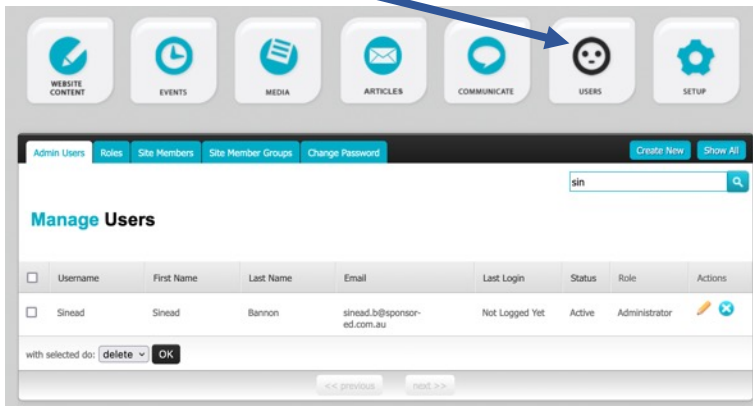 WEBSITE CONTENT
EVENTS
MEDIA
ARTICLES
COMMUNICATE
USERS
SETUP
Admin Users Roles Site Members Site Member Groups Change Password Create New Show All
sin
Manage Users
Username First Name Last Name Email Last Login Status Role Actions
Sinead Sinead Bannon sinead.b@sponsor-ed.com.au Not Logged Yet Active Administrator
with selected do: delete OK
<< previous next >>